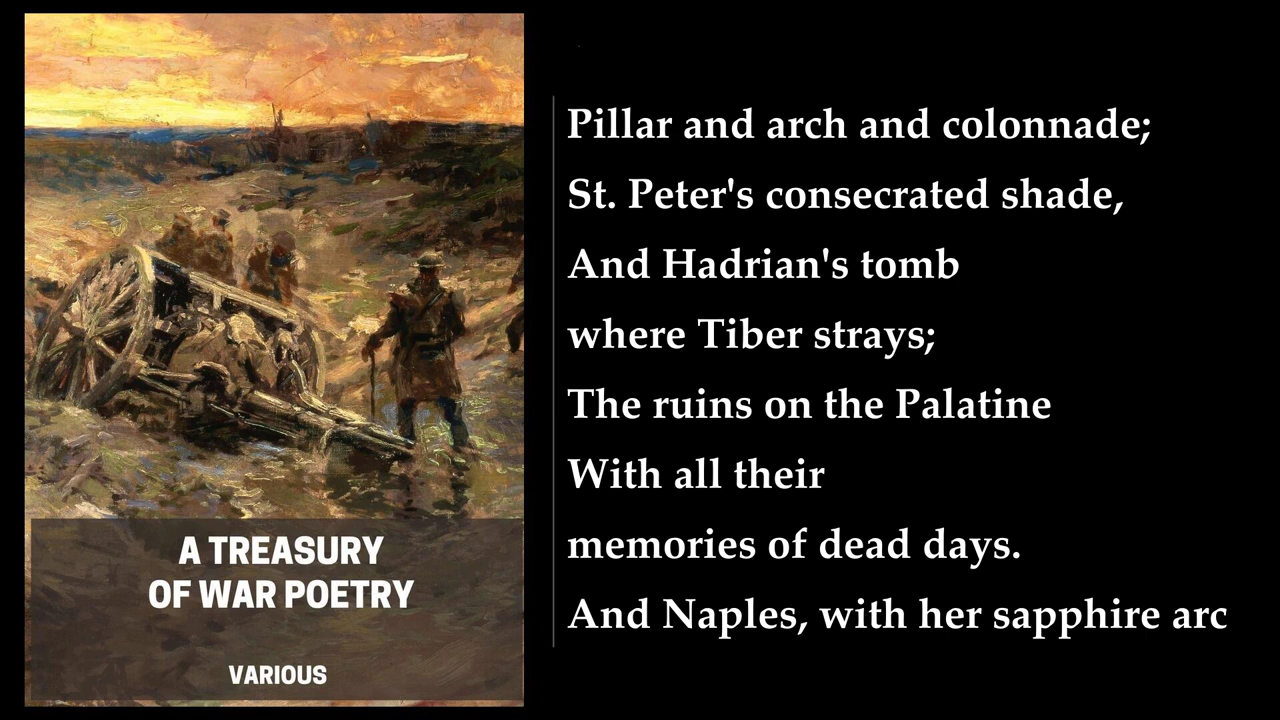 A TREASURY
OF WAR POETRY
VARIOUS
Pillar and arch and colonnade;
St. Peter's consecrated shade,
And Hadrian's tomb
where Tiber strays;
The ruins on the Palatine
With all their
memories of dead days.
And Naples, with her sapphire arc